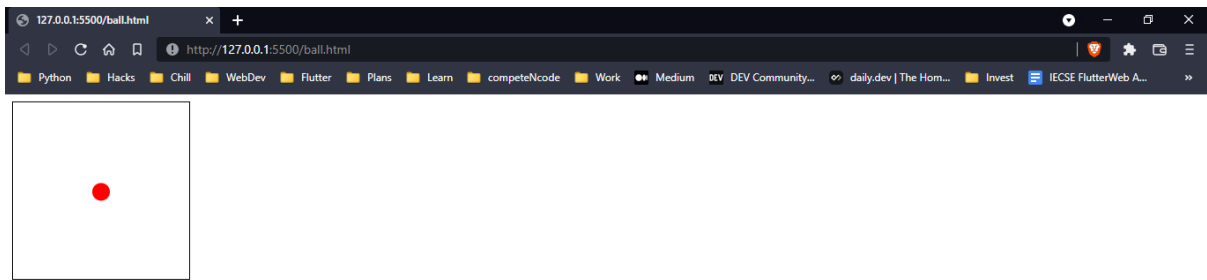 127.0.0.1:5500/ball.html
http://127.0.0.1:5500/ball.html
Python Hacks Chill WebDev Flutter Plans Learn competeNcode Work Medium DEV DEV Community... daily.dev | The Hom... Invest IECSE FlutterWeb A...